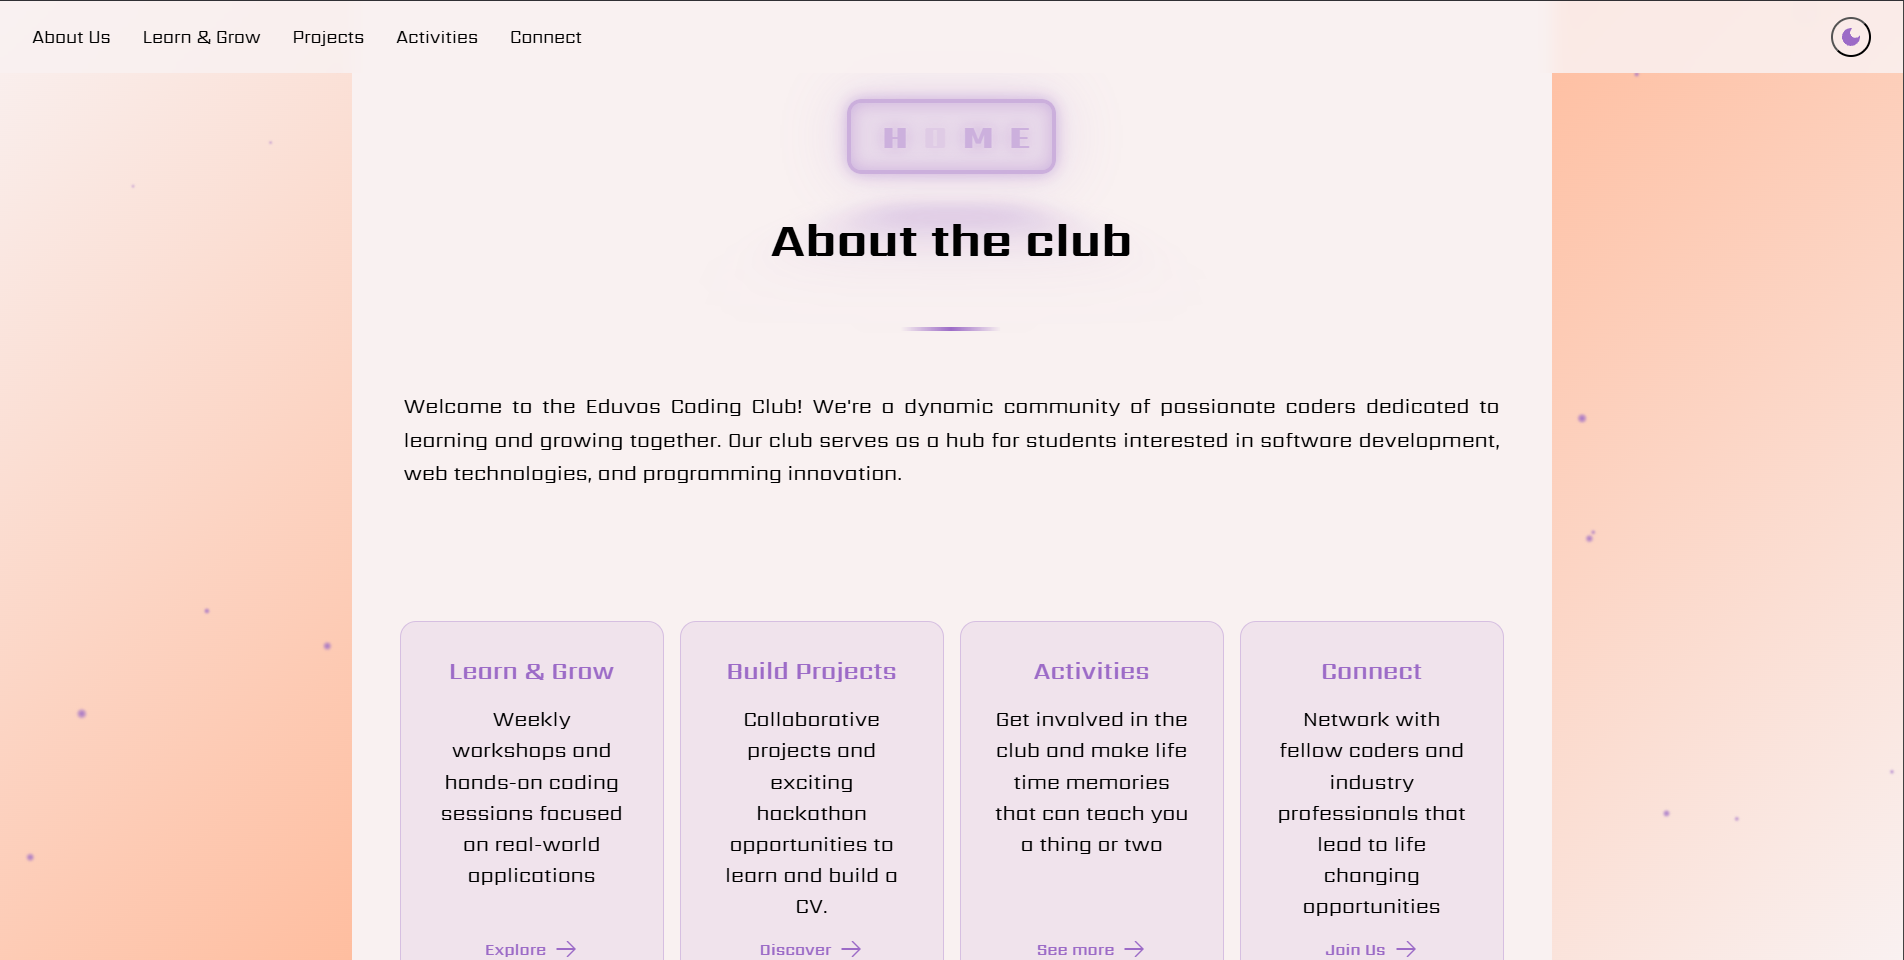 About Us Learn & Grow Projects Activities Connect
HOME
About the club
Welcome to the Eduvos Coding Club! We're a dynamic community of passionate coders dedicated to
learning and growing together. Our club serves as a hub for students interested in software development,
web technologies, and programming innovation.
Learn & Grow
Weekly
workshops and
hands-on coding
sessions focused
on real-world
applications
Explore
Build Projects
Collaborative
projects and
exciting
hackathon
opportunities to
learn and build a
CV.
Discover
Activities
Get involved in the
club and make life
time memories
that can teach you
a thing or two
See more
Connect
Network with
fellow coders and
industry
professionals that
lead to life
changing
opportunities
Join Us